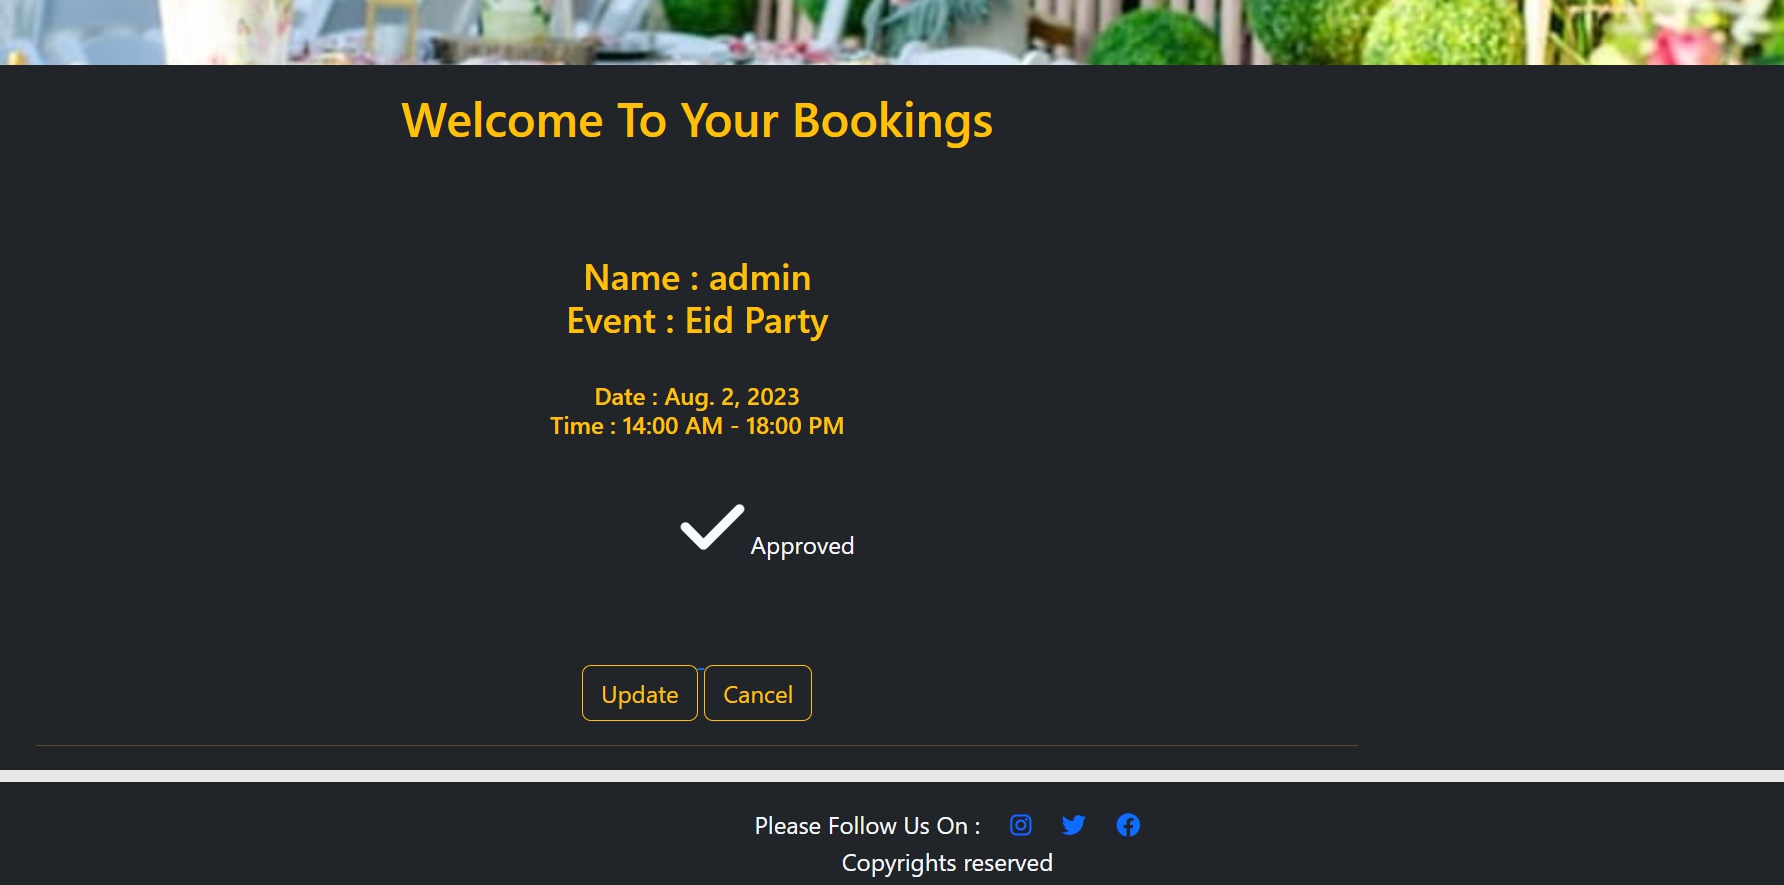 Welcome To Your Bookings
Name : admin
Event : Eid Party
Date : Aug. 2, 2023
Time : 14:00 AM - 18:00 PM
Approved
Update Cancel
Please Follow Us On :
Copyrights reserved